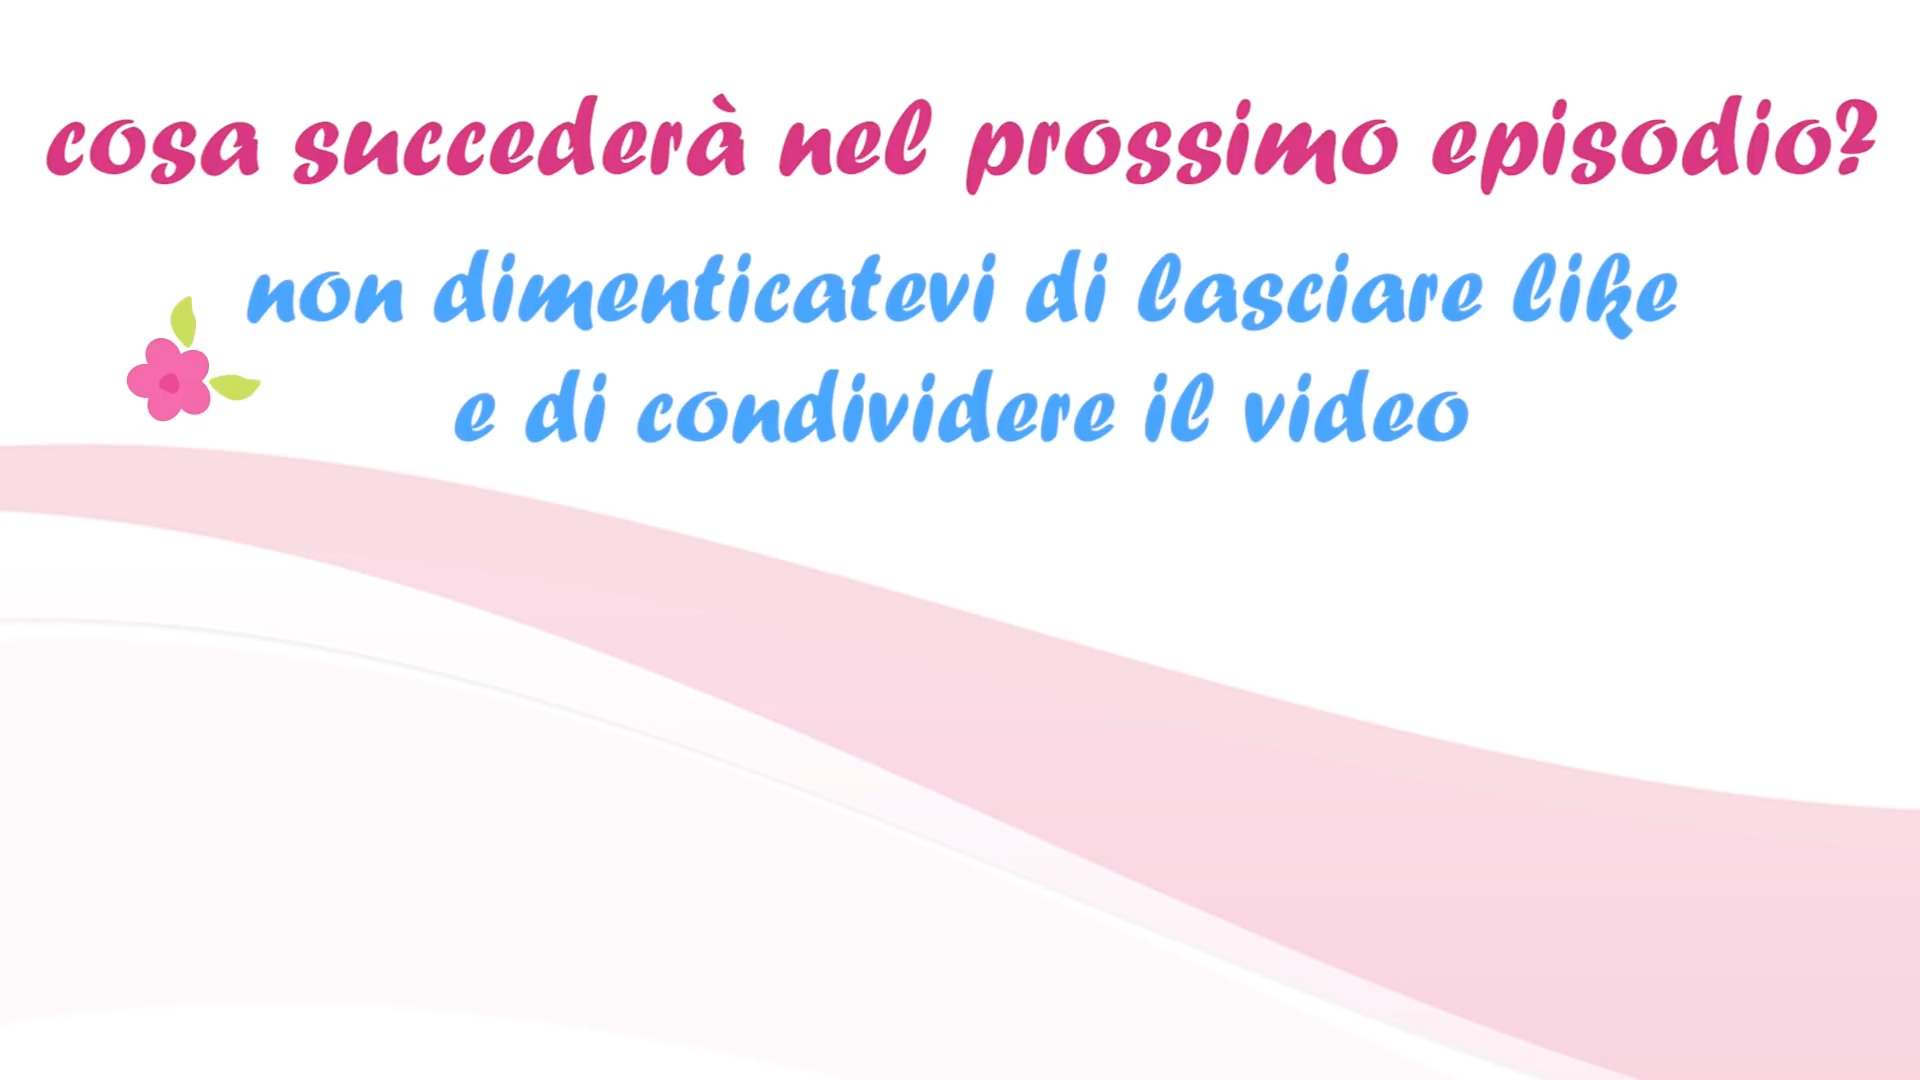 cosa succederà nel prossimo episodio?
non dimenticatevi di lasciare like
e di condividere il video